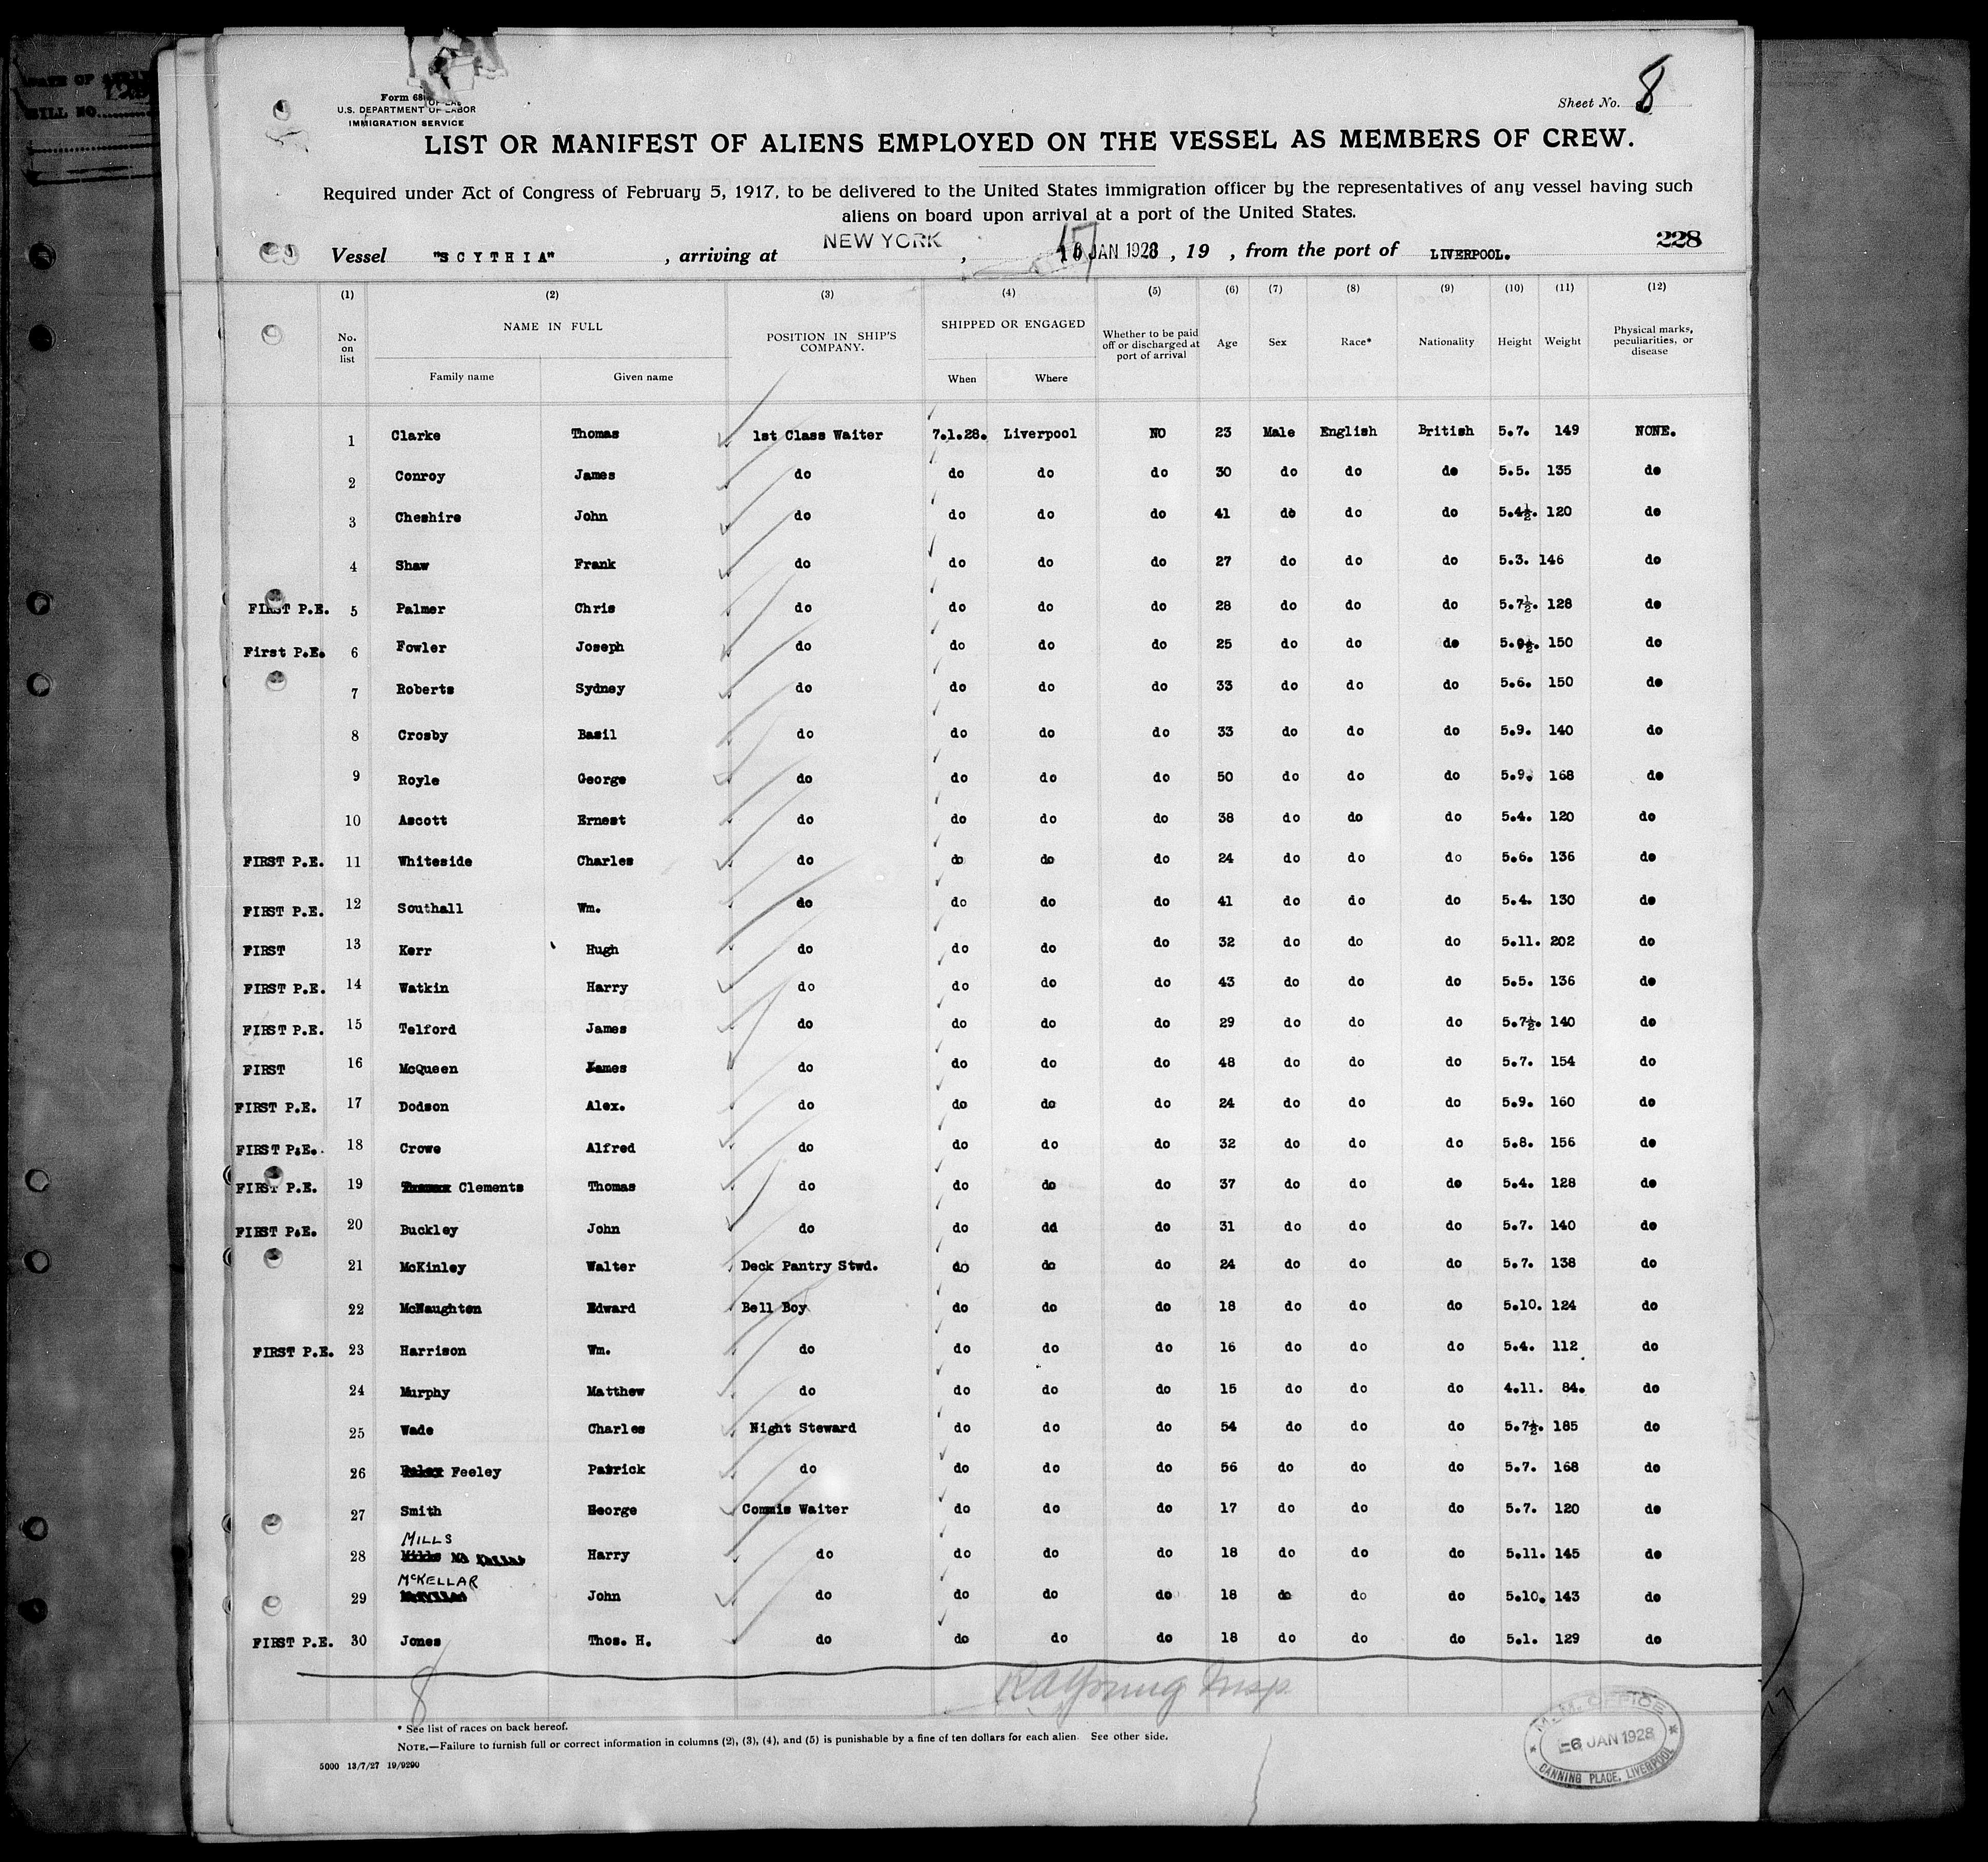 Form 68
U.S. DEPARTMENT OF LABOR
IMMIGRATION SERVICE
Sheet No. 8
LIST OR MANIFEST OF ALIENS EMPLOYED ON THE VESSEL AS MEMBERS OF CREW.
Required under Act of Congress of February 5, 1917, to be delivered to the United States immigration officer by the representatives of any vessel having such
aliens on board upon arrival at a port of the United States.
228
Vessel "SCYTHIA" , arriving at NEW YORK , JAN 1928 , 19 , from the port of LIVERPOOL.
(1) (2) (3) (4) (5) (6) (7) (8) (9) (10) (11) (12)
No. on list NAME IN FULL POSITION IN SHIP'S COMPANY. SHIPPED OR ENGAGED Whether to be paid off or discharged at port of arrival Age Sex Race* Nationality Height Weight Physical marks, peculiarities, or disease
Family name Given name When Where
1 Clarke Thomas 1st Class Waiter 7.1.28. Liverpool NO 23 Male English British 5.7. 149 NONE.
2 Conroy James do do do do 30 do do do 5.5. 135 do
3 Cheshire John do do do do 41 do do do 5.4½. 120 do
4 Shaw Frank do do do do 27 do do do 5.3. 146 do
FIRST P.E. 5 Palmer Chris do do do do 28 do do do 5.7½. 128 do
First P.E. 6 Fowler Joseph do do do do 25 do do do 5.9½. 150 do
7 Roberts Sydney do do do do 33 do do do 5.6. 150 do
8 Crosby Basil do do do do 33 do do do 5.9. 140 do
9 Royle George do do do do 50 do do do 5.9. 168 do
10 Ascott Ernest do do do do 38 do do do 5.4. 120 do
FIRST P.E. 11 Whiteside Charles do do do do 24 do do do 5.6. 136 do
FIRST P.E. 12 Southall Wm. do do do do 41 do do do 5.4. 130 do
FIRST 13 Kerr Hugh do do do do 32 do do do 5.11. 202 do
FIRST P.E. 14 Watkin Harry do do do do 43 do do do 5.5. 136 do
FIRST P.E. 15 Telford James do do do do 29 do do do 5.7½. 140 do
FIRST 16 McQueen James do do do do 48 do do do 5.7. 154 do
FIRST P.E. 17 Dodson Alex. do do do do 24 do do do 5.9. 160 do
FIRST P.E. 18 Crowe Alfred do do do do 32 do do do 5.8. 156 do
FIRST P.E. 19 Clements Thomas do do do do 37 do do do 5.4. 128 do
FIRST P.E. 20 Buckley John do do dd do 31 do do do 5.7. 140 do
21 McKinley Walter Deck Pantry Stwd. do do do 24 do do do 5.7. 138 do
22 McNaughton Edward Bell Boy do do do 18 do do do 5.10. 124 do
FIRST P.E. 23 Harrison Wm. do do do do 16 do do do 5.4. 112 do
24 Murphy Matthew do do do do 15 do do do 4.11. 84. do
25 Wade Charles Night Steward do do do 54 do do do 5.7½. 185 do
26 Feeley Patrick do do do do 56 do do do 5.7. 168 do
27 Smith George Commis Waiter do do do 17 do do do 5.7. 120 do
28 MILLS Harry do do do do 18 do do do 5.11. 145 do
29 McKELLAR John do do do do 18 do do do 5.10. 143 do
FIRST P.E. 30 Jones Thos. H. do do do do 18 do do do 5.1. 129 do
8
R A Young Insp.
* See list of races on back hereof.
NOTE.—Failure to furnish full or correct information in columns (2), (3), (4), and (5) is punishable by a fine of ten dollars for each alien. See other side.
5000 13/7/27 19/9290
M.M. OFFICE
-6 JAN 1928
CANNING PLACE, LIVERPOOL